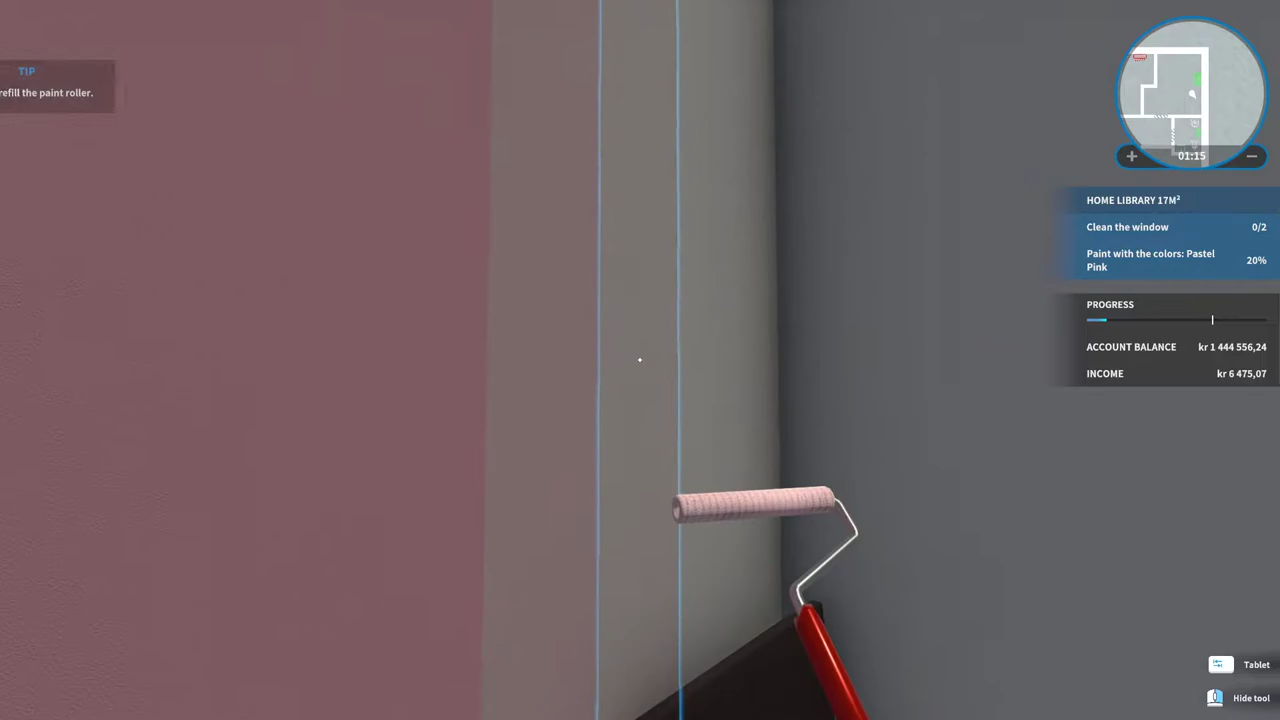 TIP
refill the paint roller.
01:15
HOME LIBRARY 17M²
Clean the window 0/2
Paint with the colors: Pastel Pink 20%
PROGRESS
ACCOUNT BALANCE kr 1 444 556,24
INCOME kr 6 475,07
Tablet
Hide tool